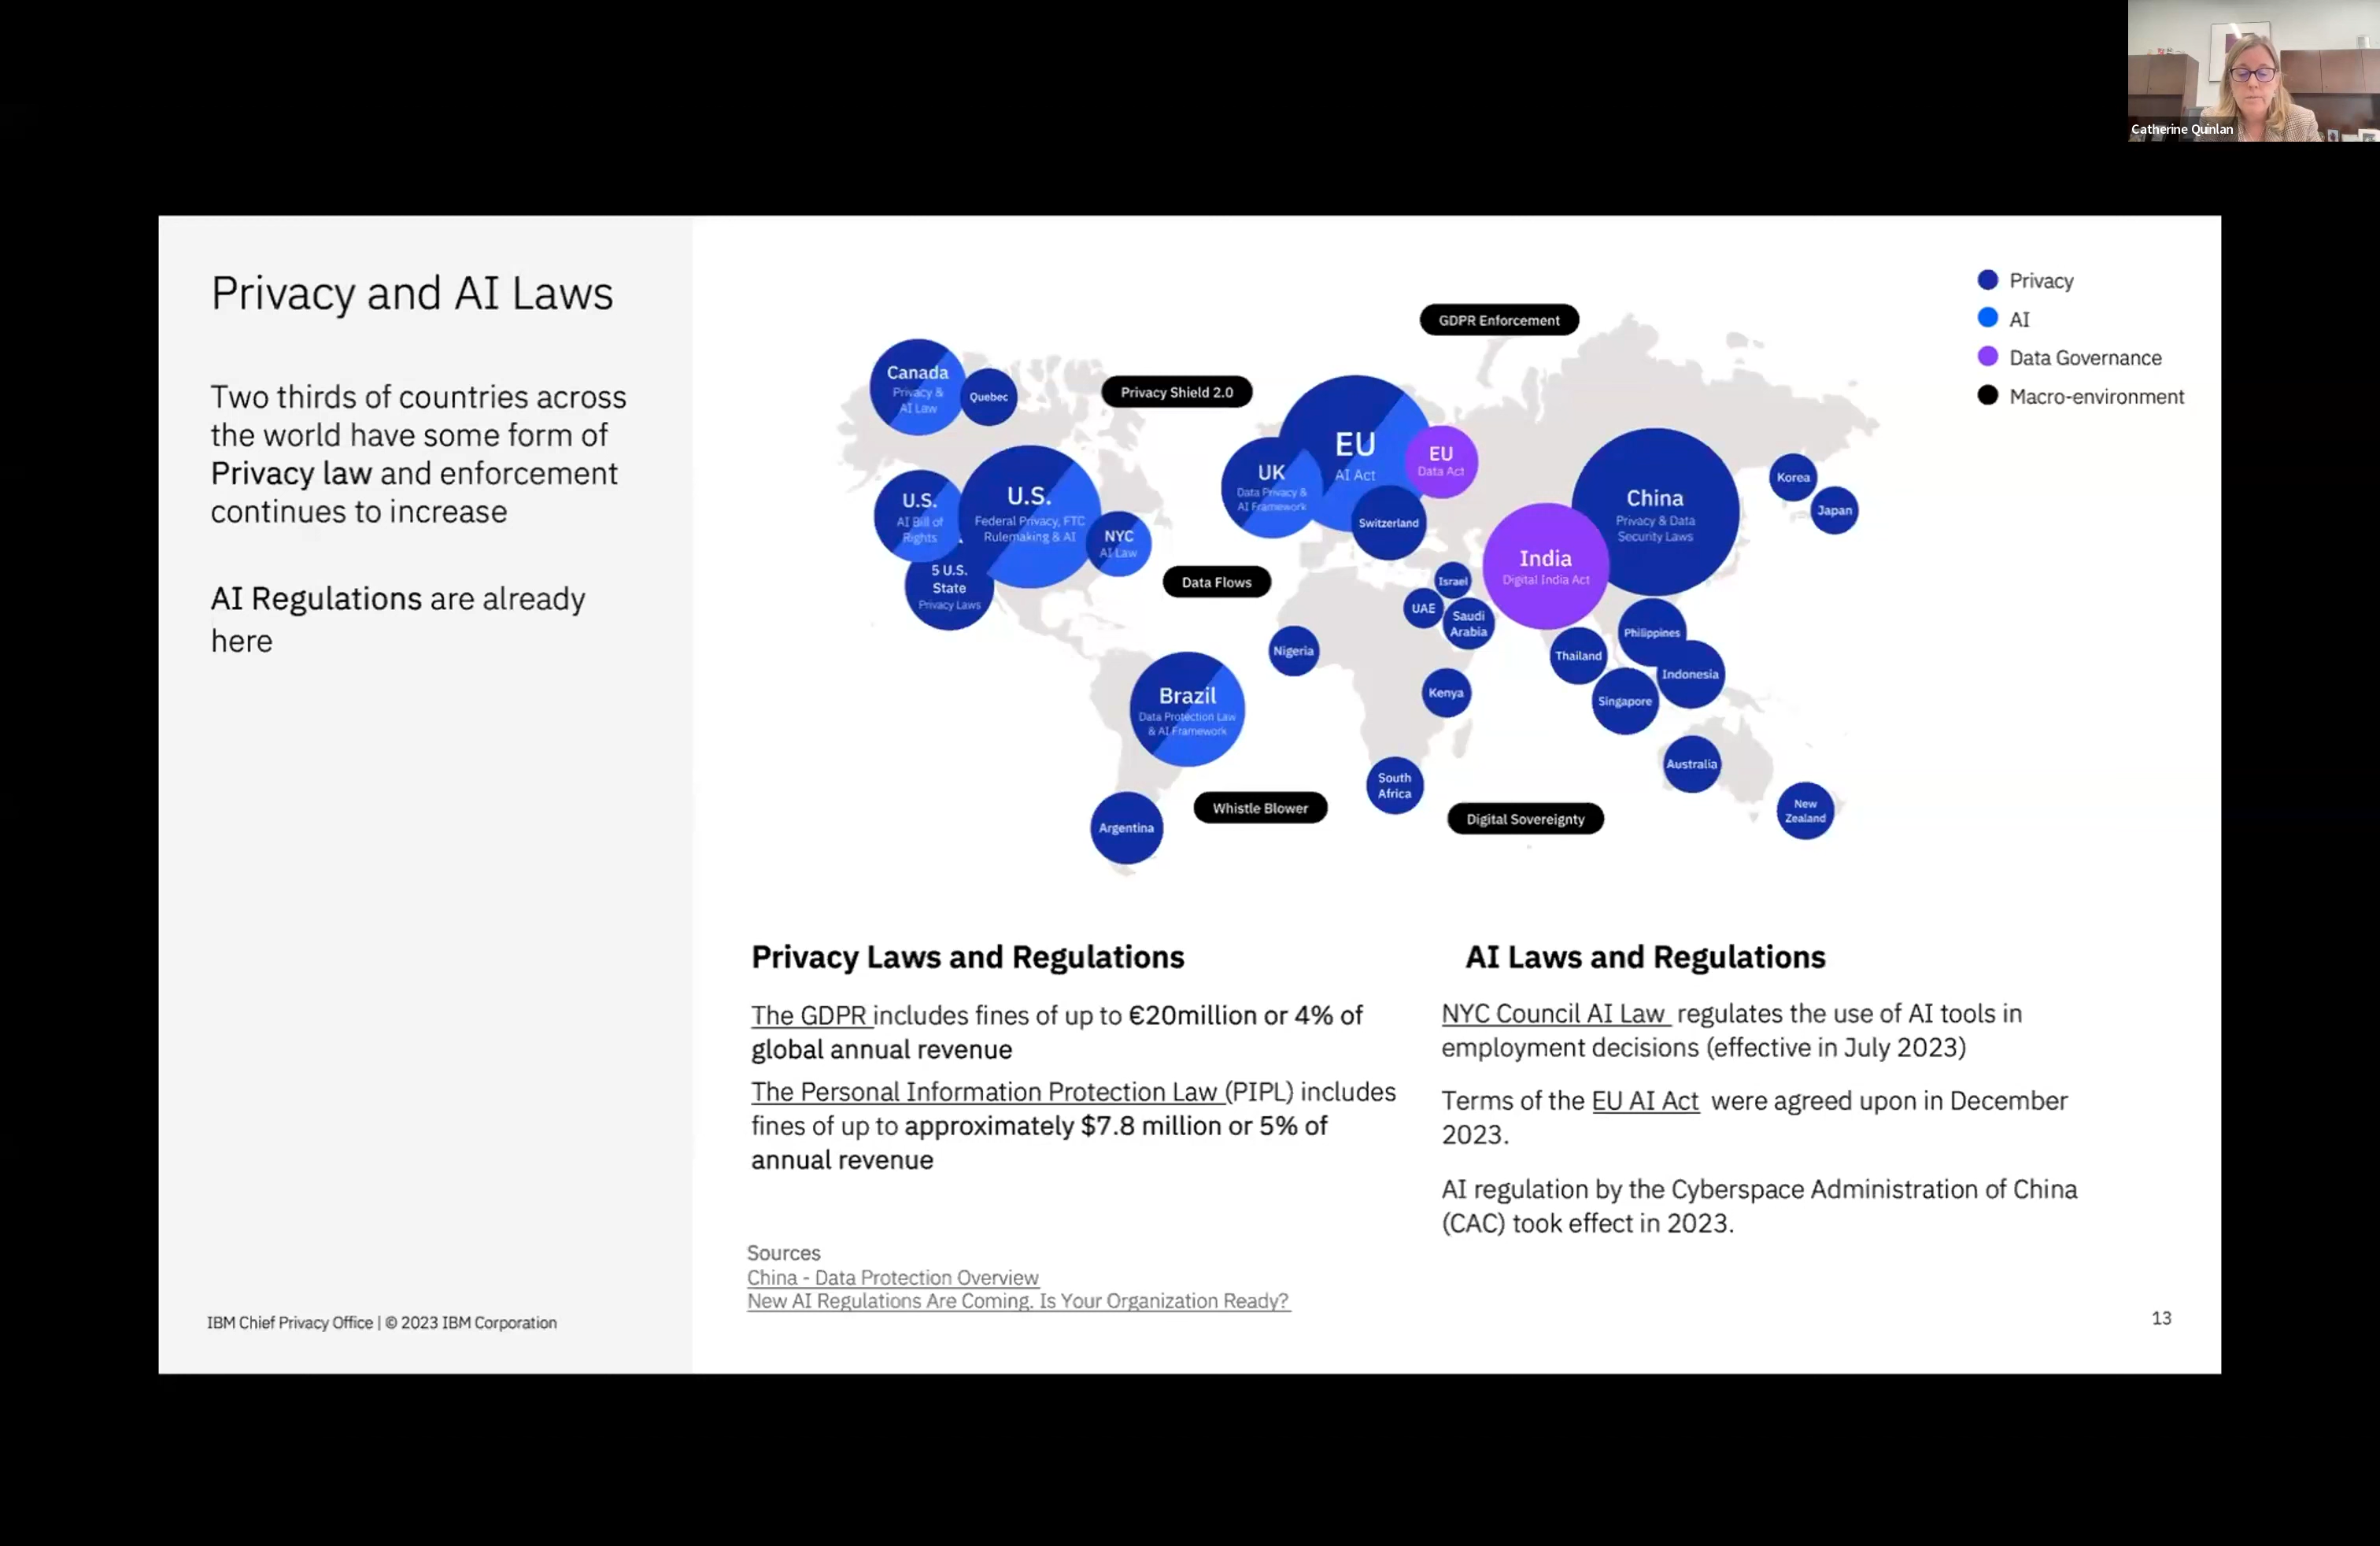 Catherine Quinlan
Privacy and AI Laws
Two thirds of countries across
the world have some form of
Privacy law and enforcement
continues to increase
AI Regulations are already
here
Privacy
AI
Data Governance
Macro-environment
GDPR Enforcement
Canada
Privacy &
AI Law
Quebec
Privacy Shield 2.0
EU
AI Act
EU
Data Act
UK
Data Privacy &
AI Framework
Switzerland
U.S.
AI Bill of
Rights
U.S.
Federal Privacy, FTC
Rulemaking & AI
NYC
AI Law
5 U.S.
State
Privacy Laws
China
Privacy & Data
Security Laws
Korea
Japan
India
Digital India Act
Data Flows
Israel
UAE
Saudi
Arabia
Nigeria
Kenya
Thailand
Philippines
Indonesia
Singapore
Brazil
Data Protection Law
& AI Framework
South
Africa
Australia
New
Zealand
Argentina
Whistle Blower
Digital Sovereignty
Privacy Laws and Regulations
The GDPR includes fines of up to €20million or 4% of
global annual revenue
The Personal Information Protection Law (PIPL) includes
fines of up to approximately $7.8 million or 5% of
annual revenue
AI Laws and Regulations
NYC Council AI Law regulates the use of AI tools in
employment decisions (effective in July 2023)
Terms of the EU AI Act were agreed upon in December
2023.
AI regulation by the Cyberspace Administration of China
(CAC) took effect in 2023.
Sources
China - Data Protection Overview
New AI Regulations Are Coming. Is Your Organization Ready?
IBM Chief Privacy Office | © 2023 IBM Corporation
13